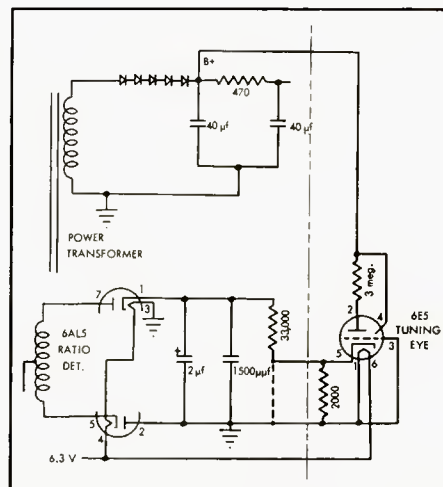 B+
470
40 µf
40 µf
POWER
TRANSFORMER
3 meg.
2
4
6E5
TUNING
EYE
5
3
1
6
7
1
3
6AL5
RATIO
DET.
33,000
2 µf
1500µµf
2000
5
4
2
6.3 V